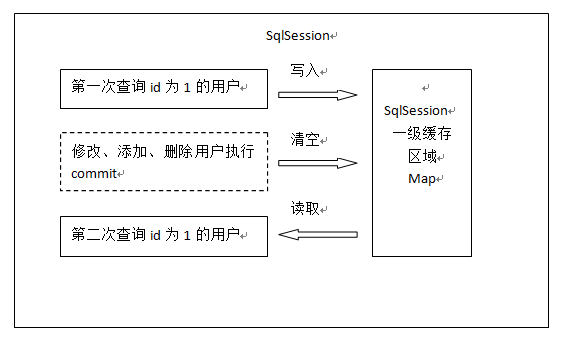 SqlSession
第一次查询 id 为 1 的用户
写入
修改、添加、删除用户执行
commit
清空
第二次查询 id 为 1 的用户
读取
SqlSession
一级缓存
区域
Map